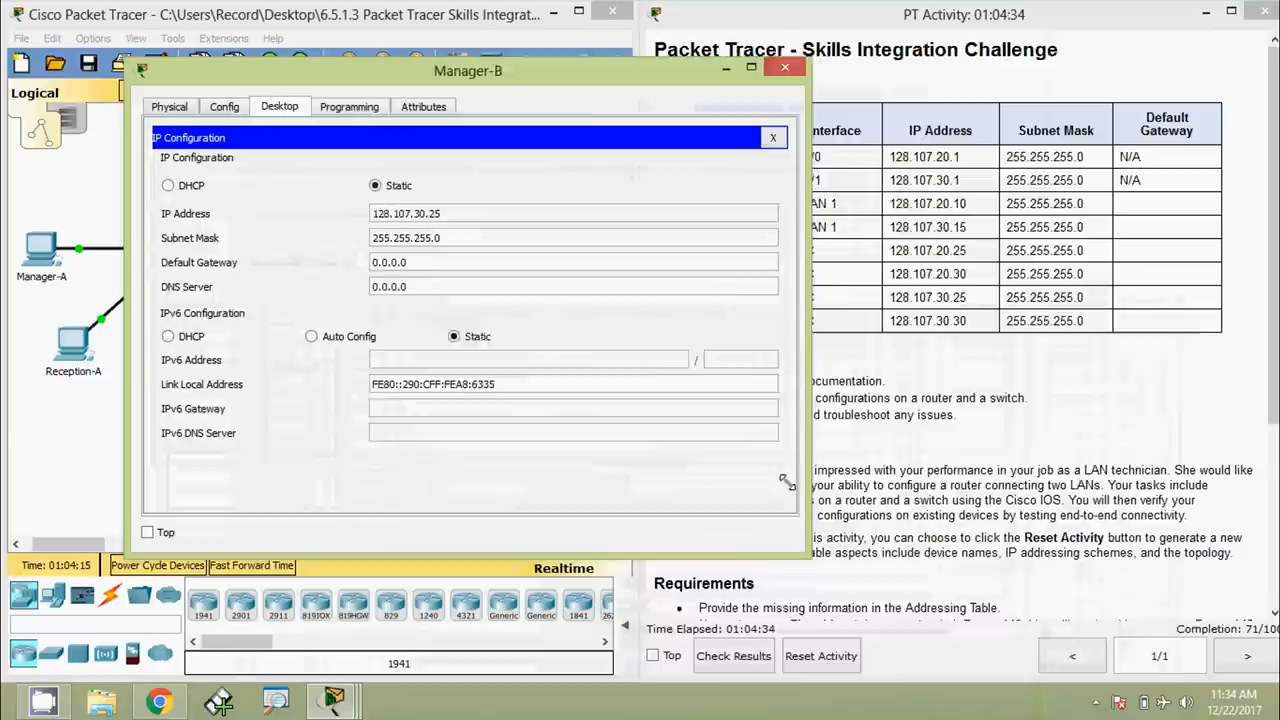 Cisco Packet Tracer - C:\Users\Record\Desktop\6.5.1.3 Packet Tracer Skills Integrat...
File Edit Options View Tools Extensions Help
Logical
Manager-A
Reception-A
Time: 01:04:15 Power Cycle Devices Fast Forward Time
Realtime
1941 2901 2911 819IOX 819HGW 829 1240 4321 Generic Generic 1841
1941
Manager-B
Physical Config Desktop Programming Attributes
IP Configuration X
IP Configuration
DHCP Static
IP Address 128.107.30.25
Subnet Mask 255.255.255.0
Default Gateway 0.0.0.0
DNS Server 0.0.0.0
IPv6 Configuration
DHCP Auto Config Static
IPv6 Address /
Link Local Address FE80::290:CFF:FEA8:6335
IPv6 Gateway
IPv6 DNS Server
Top
PT Activity: 01:04:34
Packet Tracer - Skills Integration Challenge
nterface IP Address Subnet Mask Default Gateway
/0 128.107.20.1 255.255.255.0 N/A
/1 128.107.30.1 255.255.255.0 N/A
AN 1 128.107.20.10 255.255.255.0
AN 1 128.107.30.15 255.255.255.0
128.107.20.25 255.255.255.0
128.107.20.30 255.255.255.0
128.107.30.25 255.255.255.0
128.107.30.30 255.255.255.0
ocumentation.
configurations on a router and a switch.
d troubleshoot any issues.
impressed with your performance in your job as a LAN technician. She would like
your ability to configure a router connecting two LANs. Your tasks include
s on a router and a switch using the Cisco IOS. You will then verify your
configurations on existing devices by testing end-to-end connectivity.
is activity, you can choose to click the Reset Activity button to generate a new
able aspects include device names, IP addressing schemes, and the topology.
Requirements
• Provide the missing information in the Addressing Table.
Time Elapsed: 01:04:34 Completion: 71/100
Top Check Results Reset Activity < 1/1 >
11:34 AM
12/22/2017